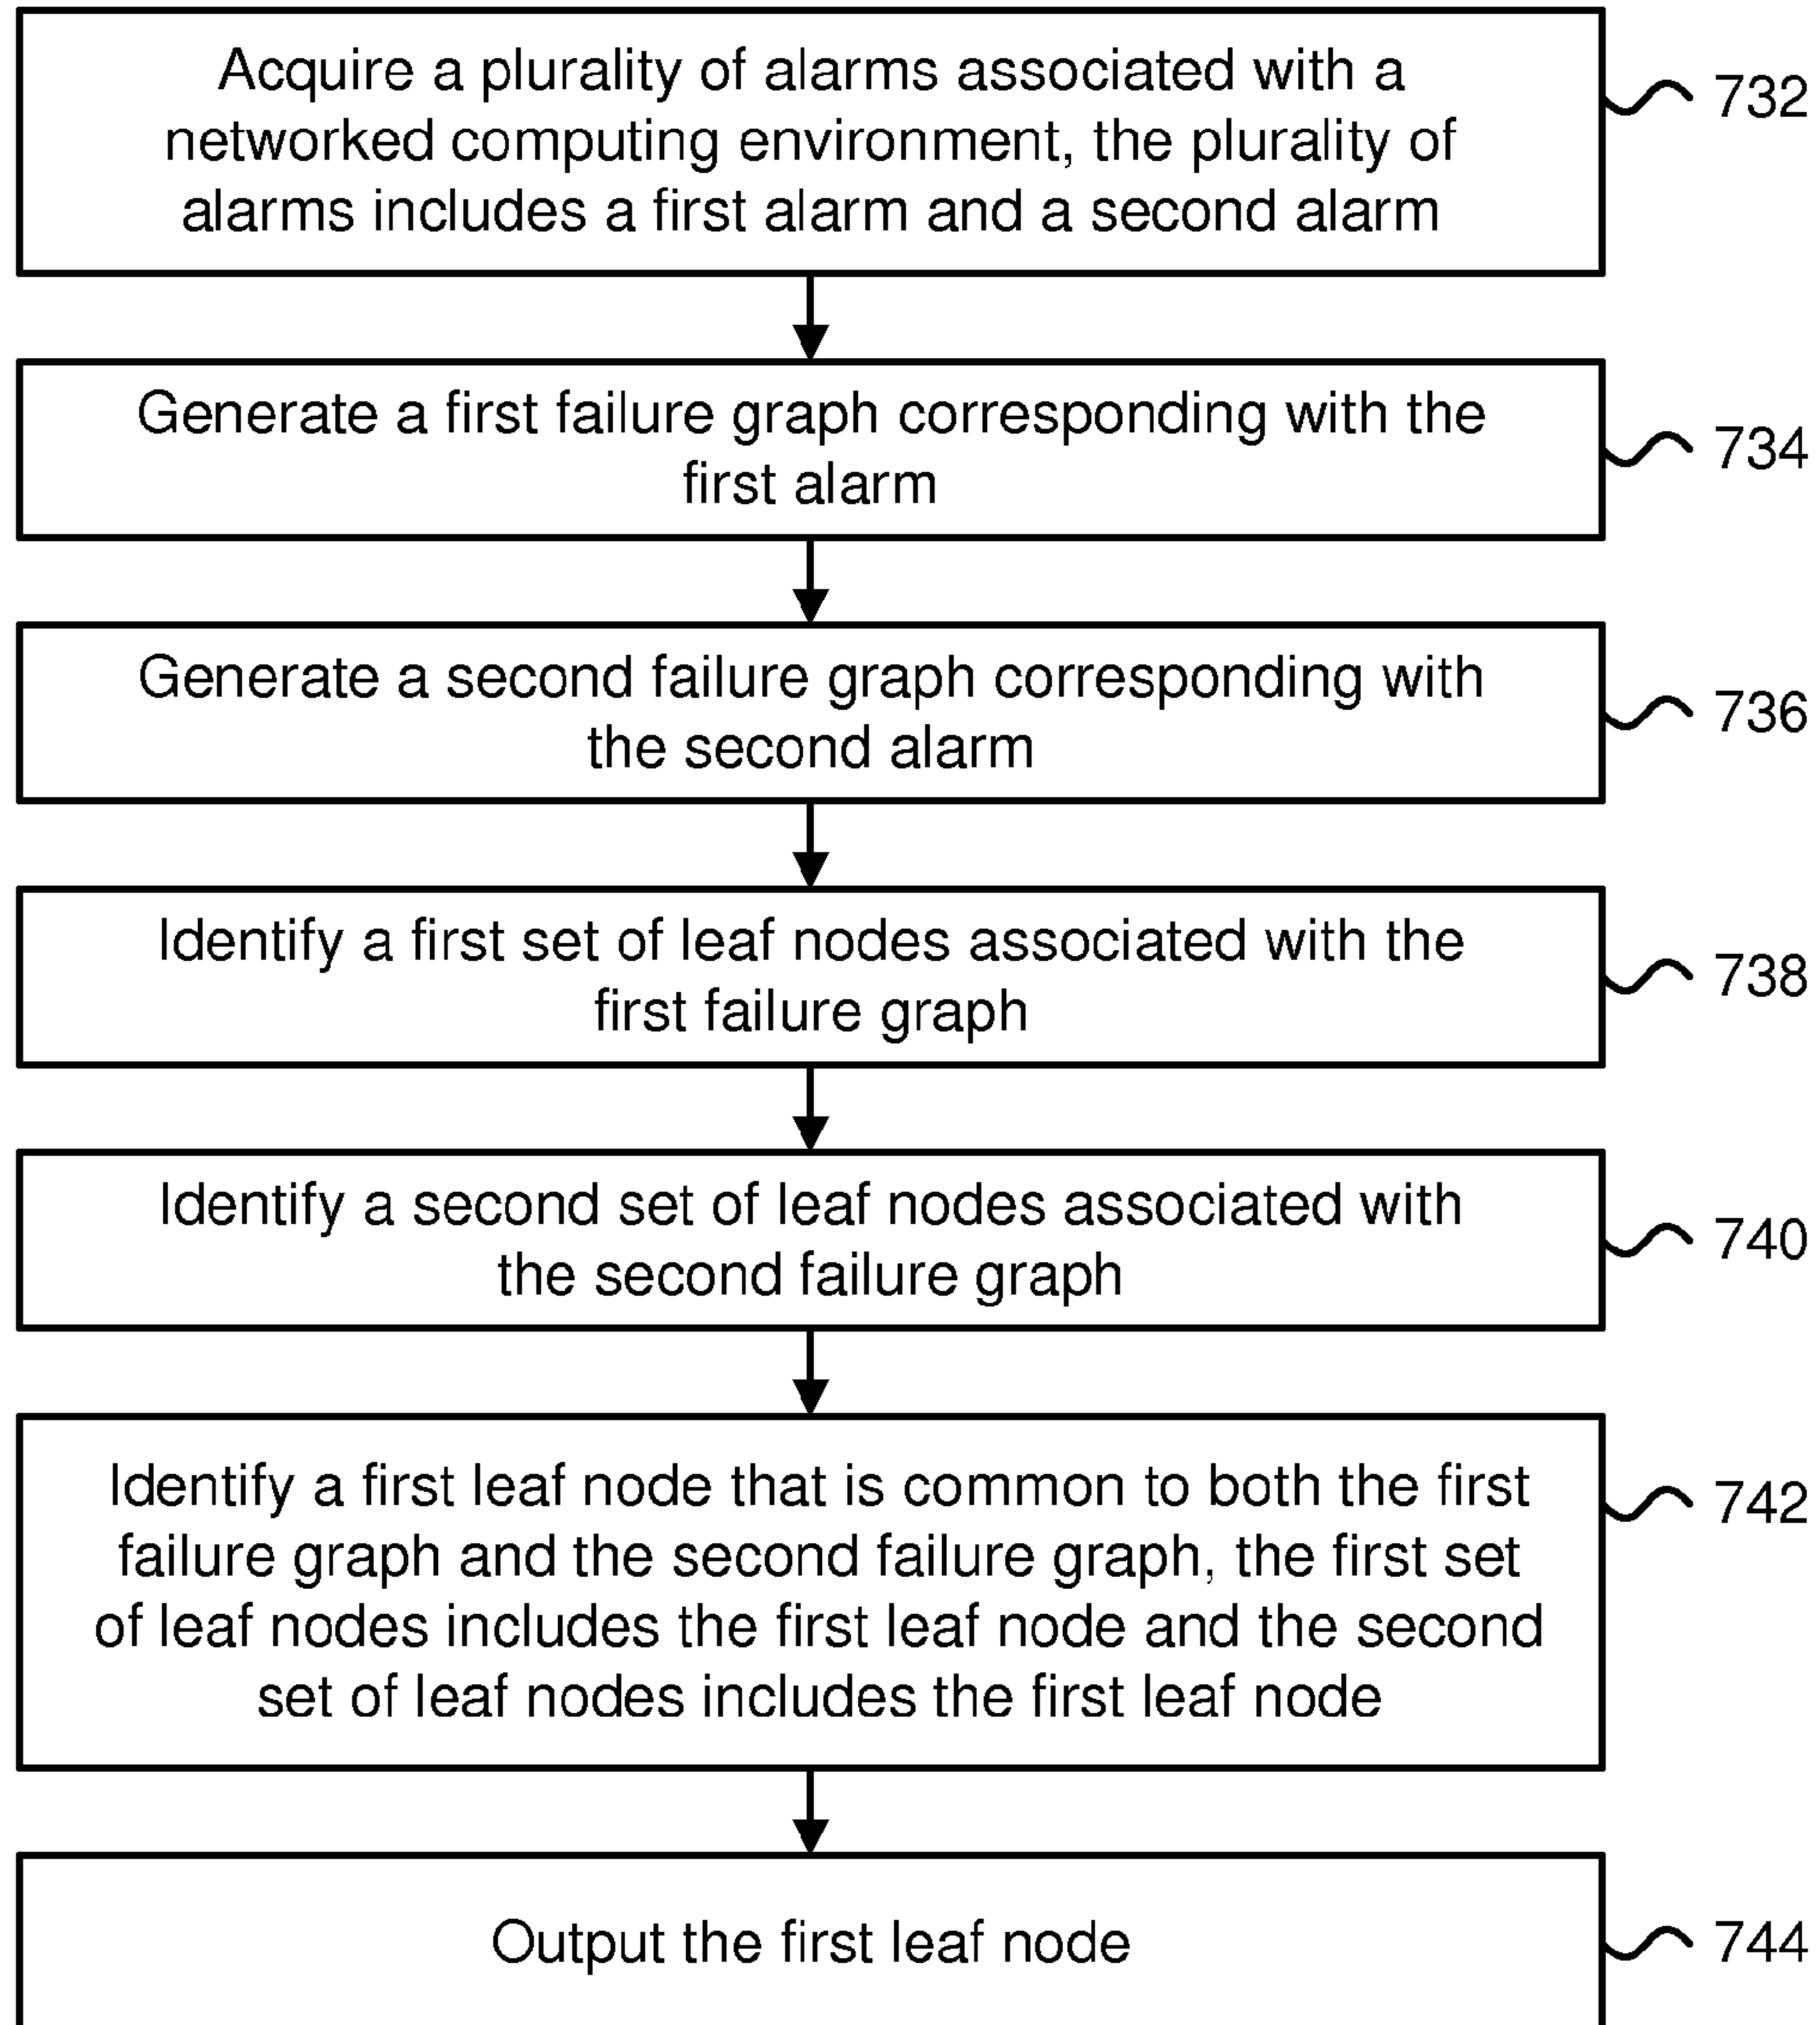 Acquire a plurality of alarms associated with a
networked computing environment, the plurality of
alarms includes a first alarm and a second alarm
732
Generate a first failure graph corresponding with the
first alarm
734
Generate a second failure graph corresponding with
the second alarm
736
Identify a first set of leaf nodes associated with the
first failure graph
738
Identify a second set of leaf nodes associated with
the second failure graph
740
Identify a first leaf node that is common to both the first
failure graph and the second failure graph, the first set
of leaf nodes includes the first leaf node and the second
set of leaf nodes includes the first leaf node
742
Output the first leaf node
744